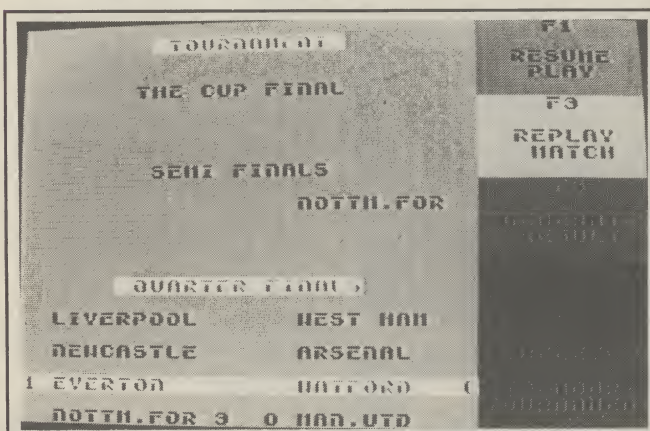 TOURNAMENT
THE CUP FINAL
SEMI FINALS
NOTTM.FOR
QUARTER FINALS
LIVERPOOL WEST HAM
NEWCASTLE ARSENAL
1 EVERTON WATFORD
NOTTM.FOR 3 0 MAN.UTD
F1
RESUME
PLAY
F3
REPLAY
MATCH
RESULT